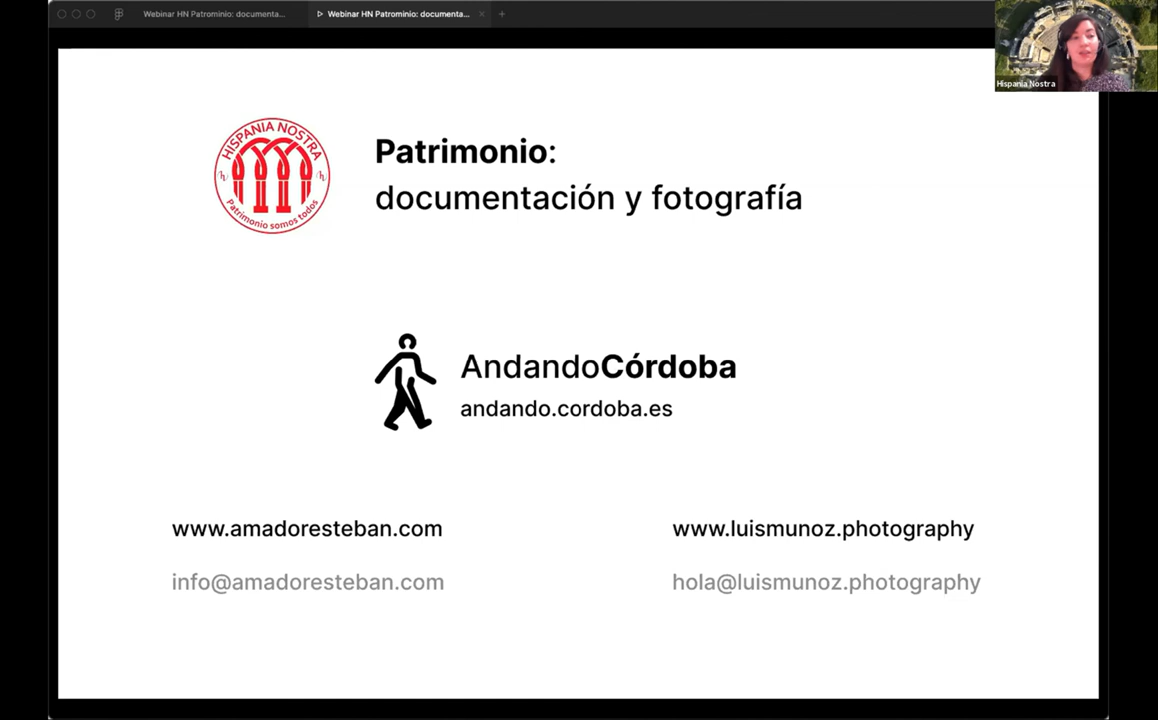 Webinar HN Patrominio: documenta...
Webinar HN Patrominio: documenta...
Hispania Nostra
HISPANIA NOSTRA
h h
Patrimonio somos todos
Patrimonio:
documentación y fotografía
AndandoCórdoba
andando.cordoba.es
www.amadoresteban.com
www.luismunoz.photography
info@amadoresteban.com
hola@luismunoz.photography